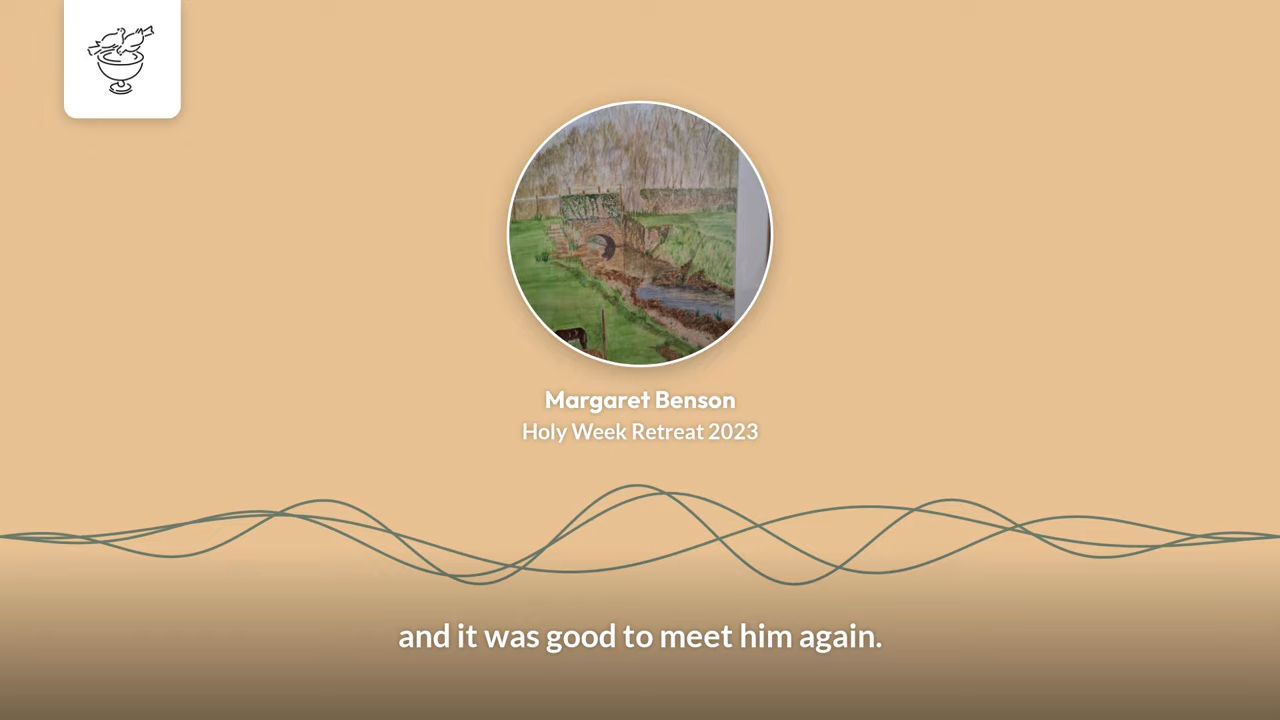 Margaret Benson
Holy Week Retreat 2023
and it was good to meet him again.